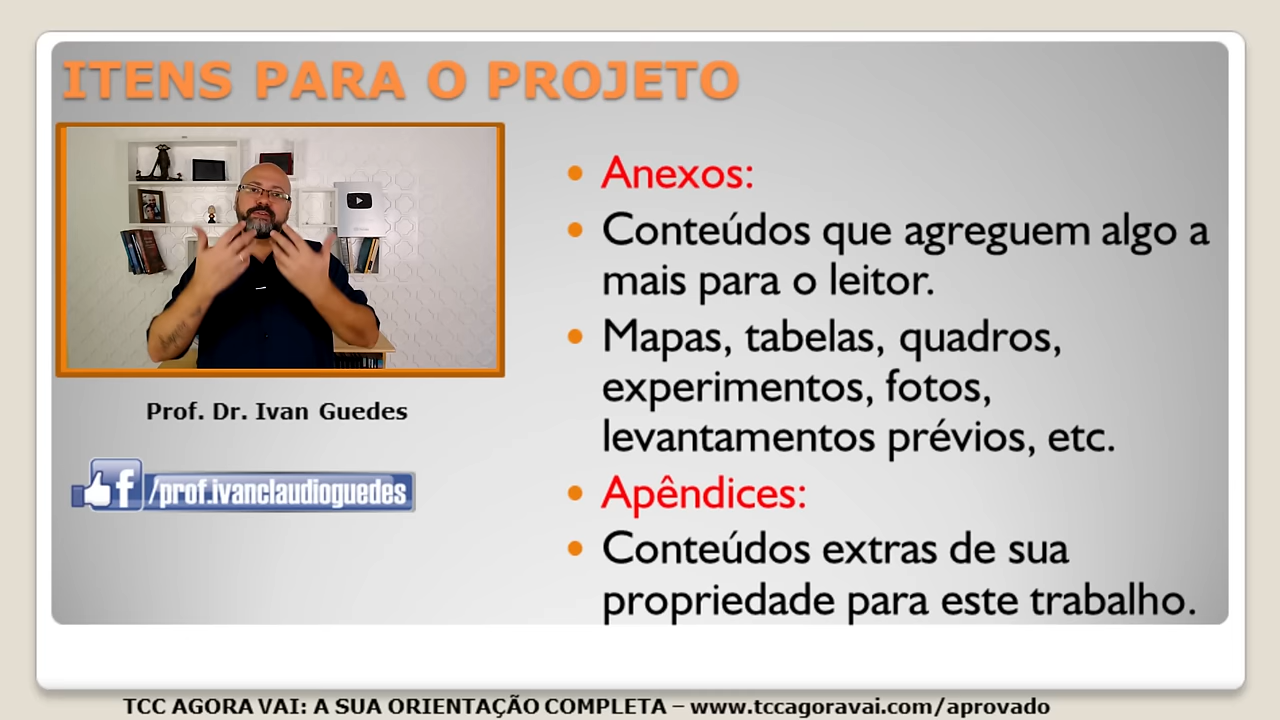 ITENS PARA O PROJETO
Prof. Dr. Ivan Guedes
f /prof.ivanclaudioguedes
• Anexos:
• Conteúdos que agreguem algo a
mais para o leitor.
• Mapas, tabelas, quadros,
experimentos, fotos,
levantamentos prévios, etc.
• Apêndices:
• Conteúdos extras de sua
propriedade para este trabalho.
TCC AGORA VAI: A SUA ORIENTAÇÃO COMPLETA – www.tccagoravai.com/aprovado